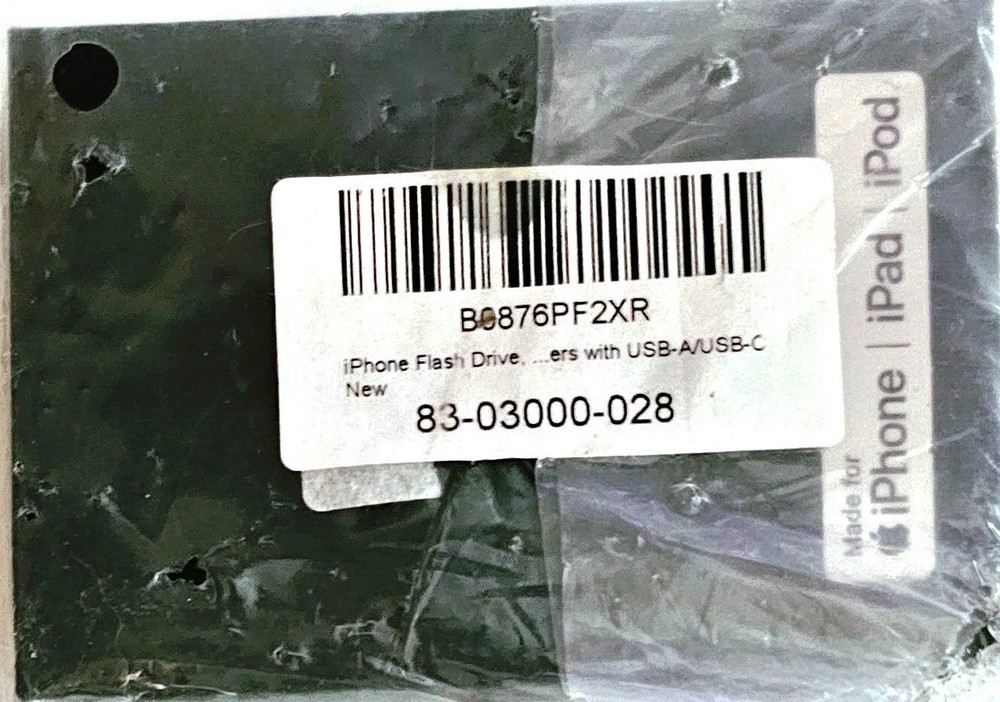 B0876PF2XR
iPhone Flash Drive, ...ers with USB-A/USB-C
New
83-03000-028
Made for
iPhone | iPad | iPod